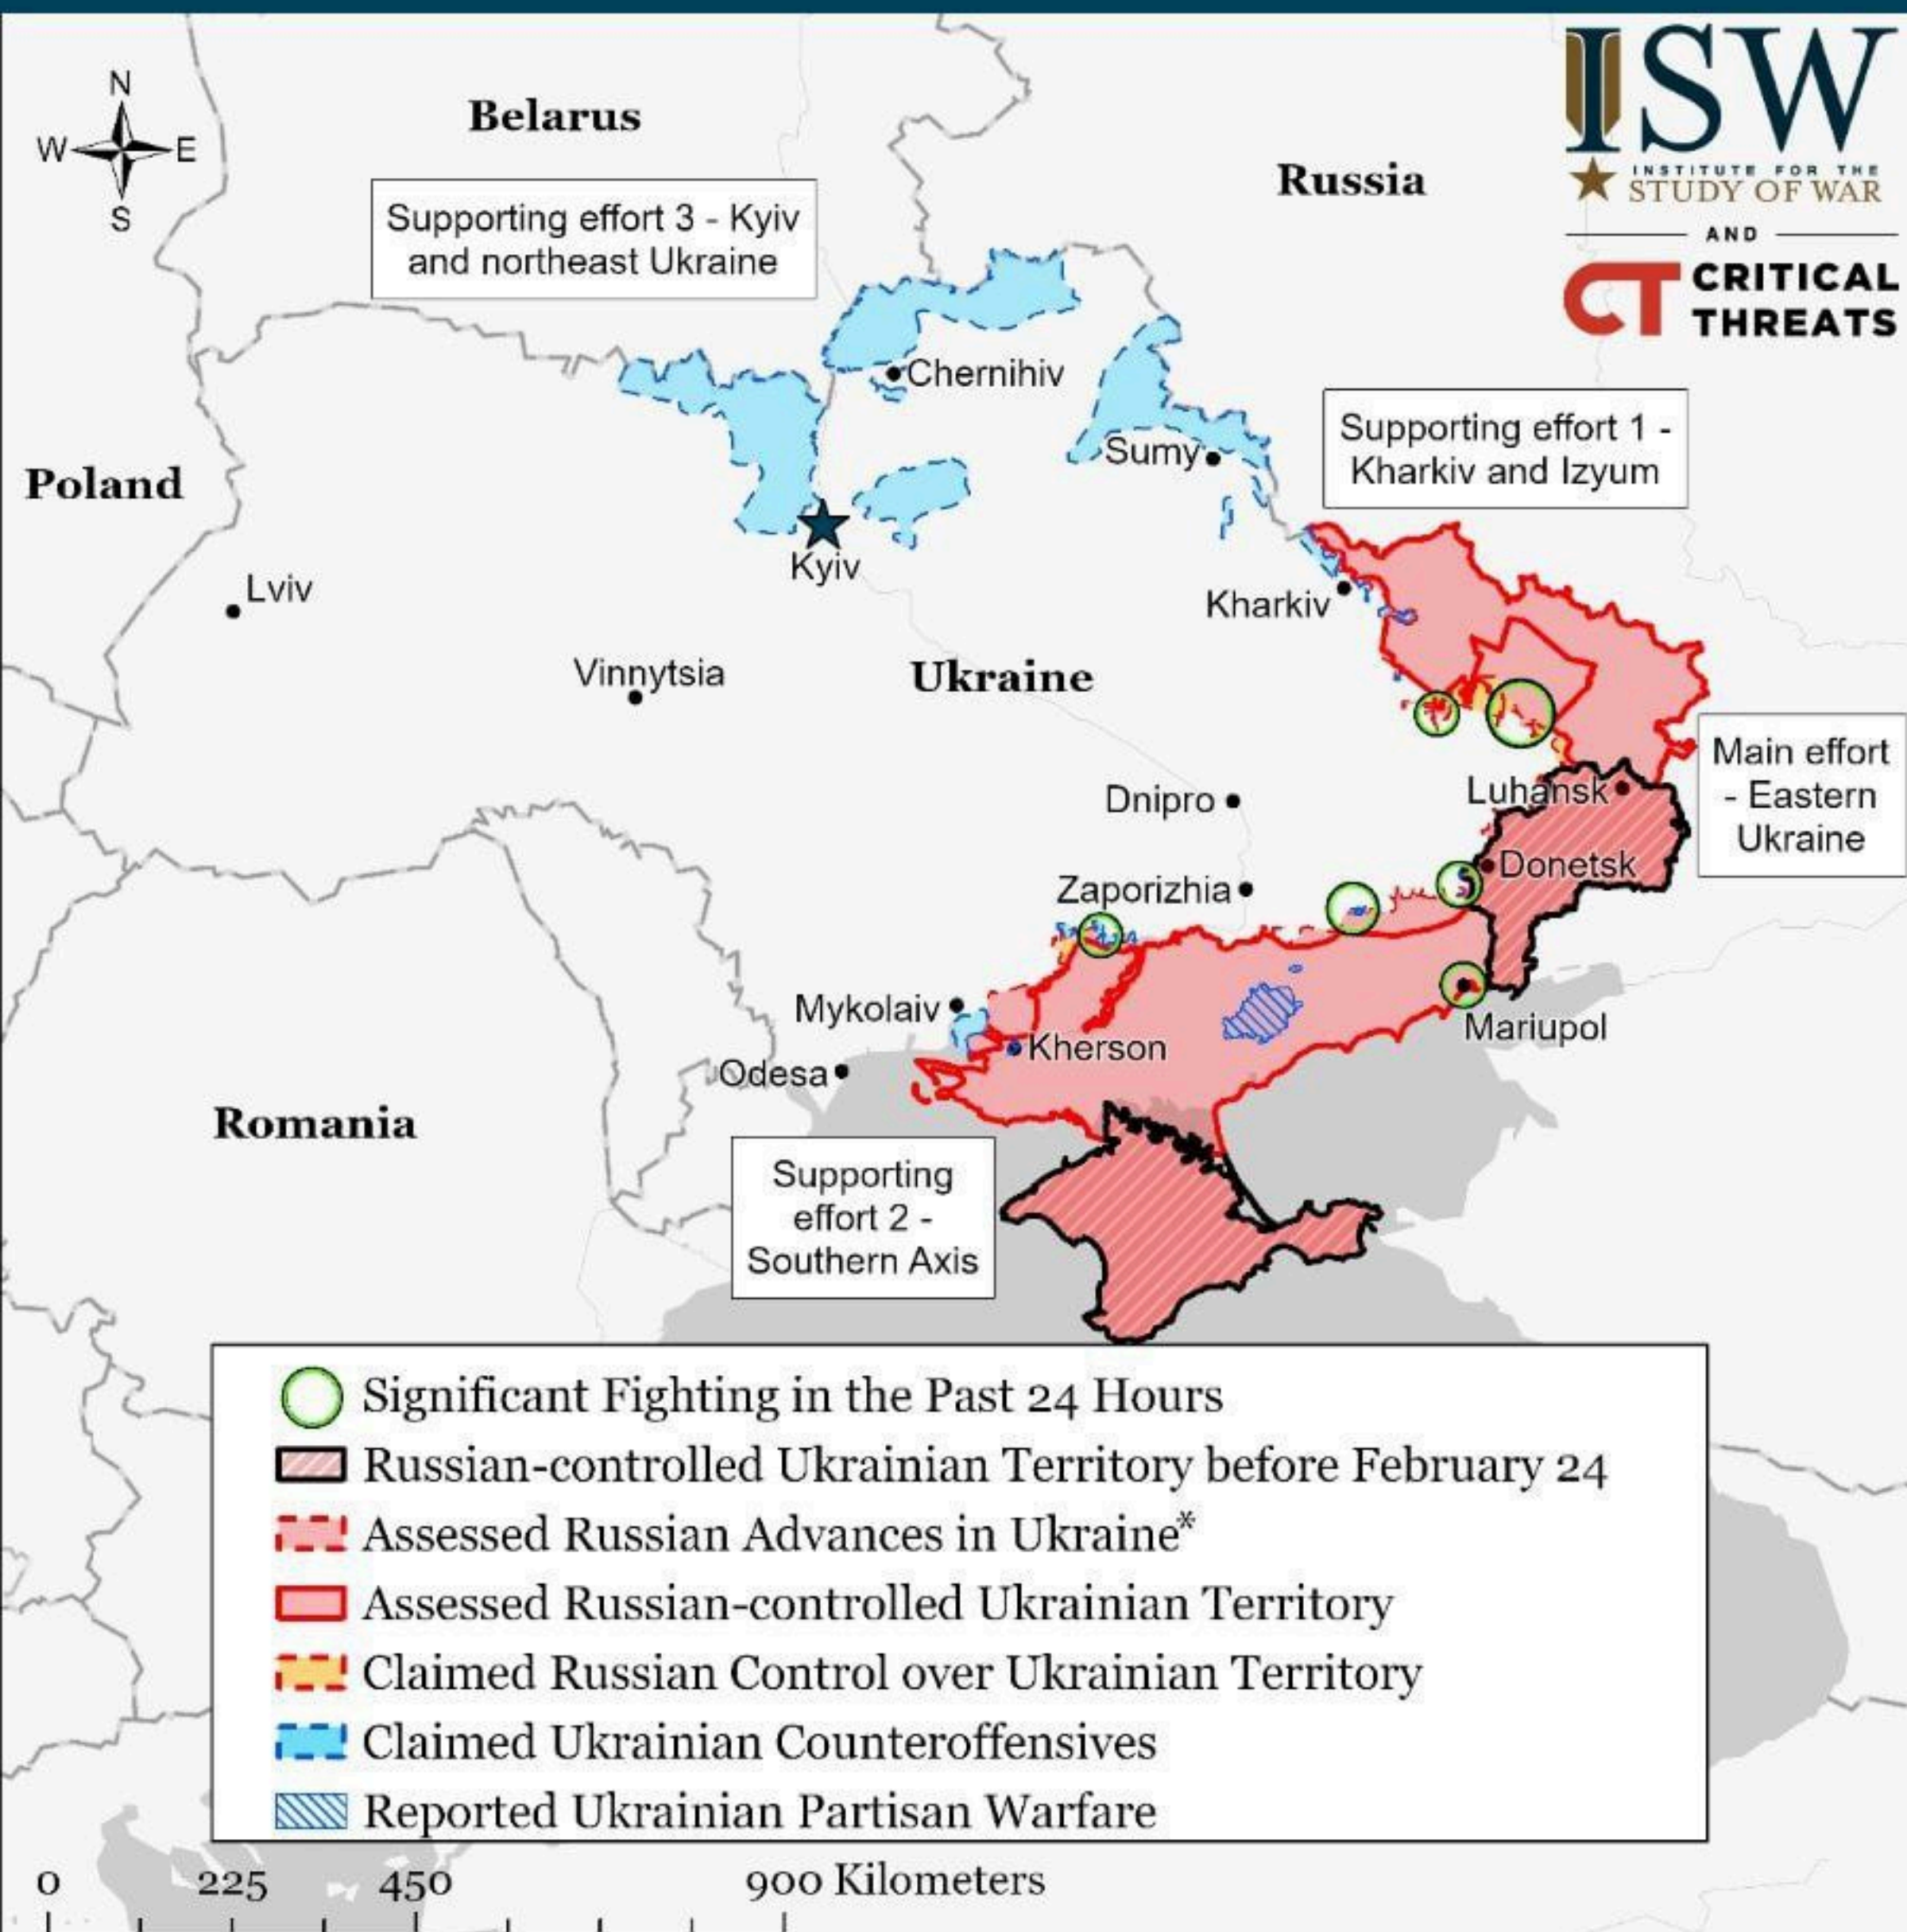 N
W
E
S
Belarus
Russia
ISW
INSTITUTE FOR THE
STUDY OF WAR
AND
CT CRITICAL
THREATS
Supporting effort 3 - Kyiv
and northeast Ukraine
Chernihiv
Supporting effort 1 -
Kharkiv and Izyum
Sumy
Poland
Kyiv
Lviv
Kharkiv
Vinnytsia
Ukraine
Main effort
- Eastern
Ukraine
Luhansk
Dnipro
Donetsk
Zaporizhia
Mykolaiv
Mariupol
Kherson
Odesa
Romania
Supporting
effort 2 -
Southern Axis
Significant Fighting in the Past 24 Hours
Russian-controlled Ukrainian Territory before February 24
Assessed Russian Advances in Ukraine*
Assessed Russian-controlled Ukrainian Territory
Claimed Russian Control over Ukrainian Territory
Claimed Ukrainian Counteroffensives
Reported Ukrainian Partisan Warfare
0 225 450 900 Kilometers